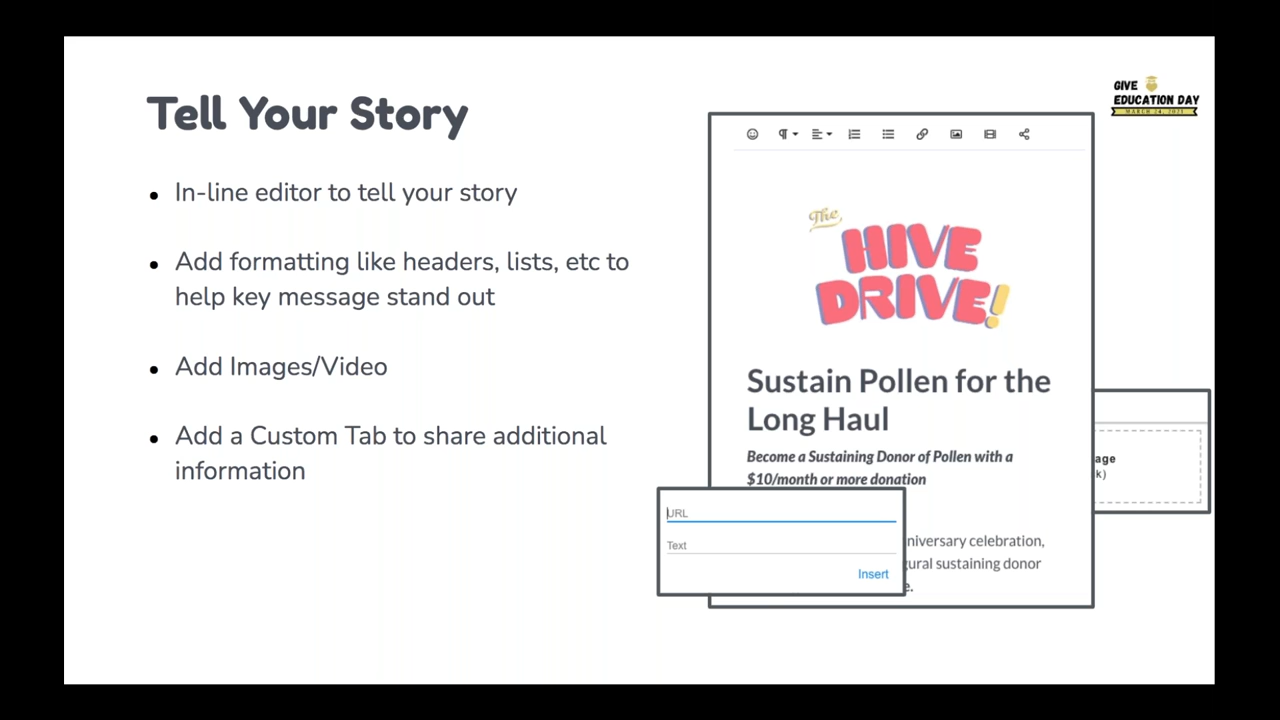 Tell Your Story
• In-line editor to tell your story
• Add formatting like headers, lists, etc to
help key message stand out
• Add Images/Video
• Add a Custom Tab to share additional
information
GIVE
EDUCATION DAY
The
HIVE
DRIVE!
Sustain Pollen for the
Long Haul
Become a Sustaining Donor of Pollen with a
$10/month or more donation
niversary celebration,
gural sustaining donor
e.
URL
Text
Insert
age
k)